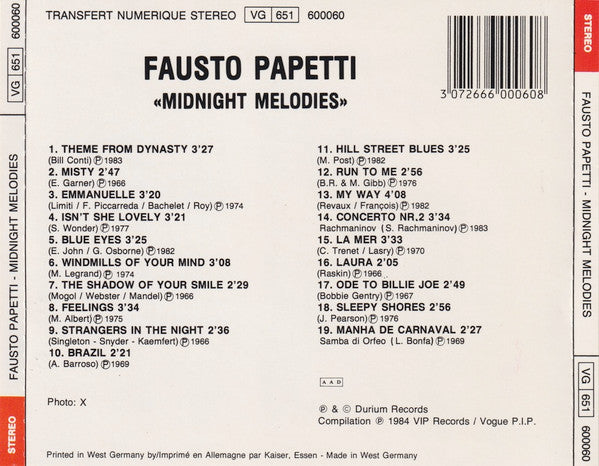 TRANSFERT NUMERIQUE STEREO VG 651 600060
FAUSTO PAPETTI
«MIDNIGHT MELODIES»
3 072666 000608
1. THEME FROM DYNASTY 3'27
(Bill Conti) Ⓟ 1983
2. MISTY 2'47
(E. Garner) Ⓟ 1966
3. EMMANUELLE 3'20
(Limiti / F. Piccarreda / Bachelet / Roy) Ⓟ 1974
4. ISN'T SHE LOVELY 3'21
(S. Wonder) Ⓟ 1977
5. BLUE EYES 3'25
(E. John / G. Osborne) Ⓟ 1982
6. WINDMILLS OF YOUR MIND 3'08
(M. Legrand) Ⓟ 1974
7. THE SHADOW OF YOUR SMILE 2'29
(Mogol / Webster / Mandel) Ⓟ 1966
8. FEELINGS 3'34
(M. Albert) Ⓟ 1975
9. STRANGERS IN THE NIGHT 2'36
(Singleton - Snyder - Kaemfert) Ⓟ 1966
10. BRAZIL 2'21
(A. Barroso) Ⓟ 1969
11. HILL STREET BLUES 3'25
(M. Post) Ⓟ 1982
12. RUN TO ME 2'56
(B.R. & M. Gibb) Ⓟ 1976
13. MY WAY 4'08
(Revaux / François) Ⓟ 1982
14. CONCERTO NR.2 3'34
Rachmaninov (S. Rachmaninov) Ⓟ 1983
15. LA MER 3'33
(C. Trenet / Lasry) Ⓟ 1970
16. LAURA 2'05
(Raskin) Ⓟ 1966
17. ODE TO BILLIE JOE 2'49
(Bobbie Gentry) Ⓟ 1967
18. SLEEPY SHORES 2'56
(J. Pearson) Ⓟ 1976
19. MANHA DE CARNAVAL 2'27
Samba di Orfeo (L. Bonfa) Ⓟ 1969
A A D
Photo: X
Ⓟ & © Durium Records
Compilation Ⓟ 1984 VIP Records / Vogue P.I.P.
Printed in West Germany by/Imprimé en Allemagne par Kaiser, Essen - Made in West Germany
STEREO FAUSTO PAPETTI - MIDNIGHT MELODIES VG 651 600060
STEREO FAUSTO PAPETTI - MIDNIGHT MELODIES VG 651 600060